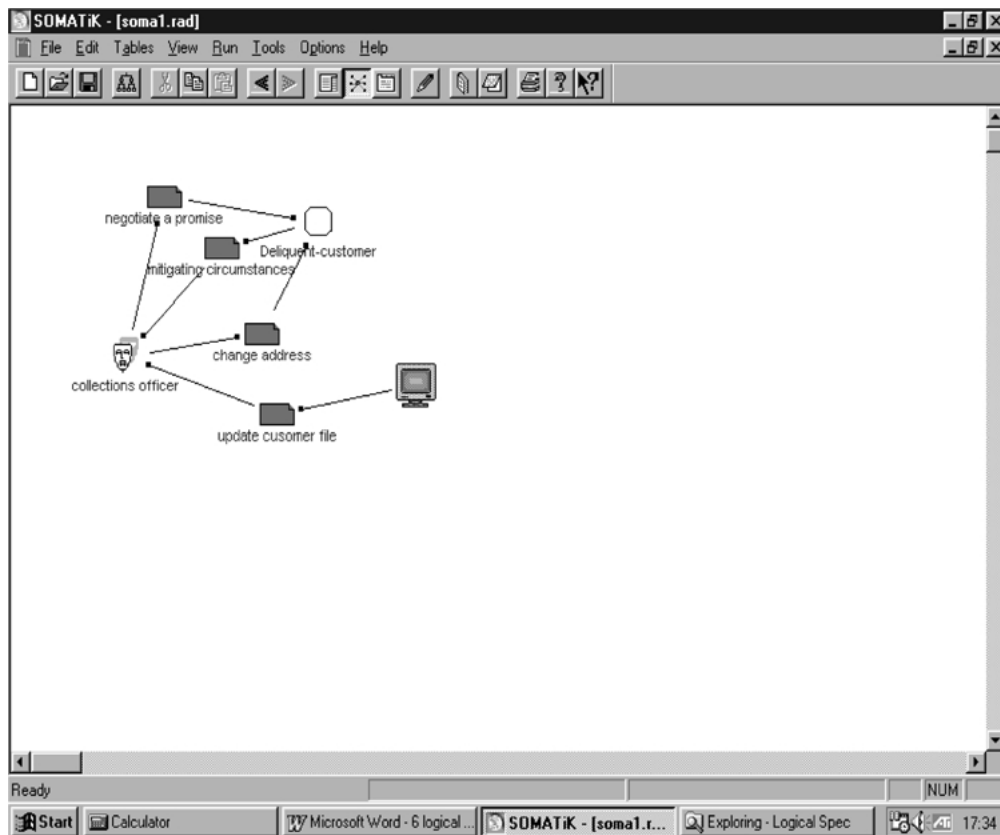 SOMATiK - [soma1.rad]
File Edit Tables View Run Tools Options Help
negotiate a promise
Deliquent-customer
mitigating circumstances
change address
collections officer
update cusomer file
Ready
NUM
Start Calculator Microsoft Word - 6 logical ... SOMATiK - [soma1.r... Exploring - Logical Spec 17:34